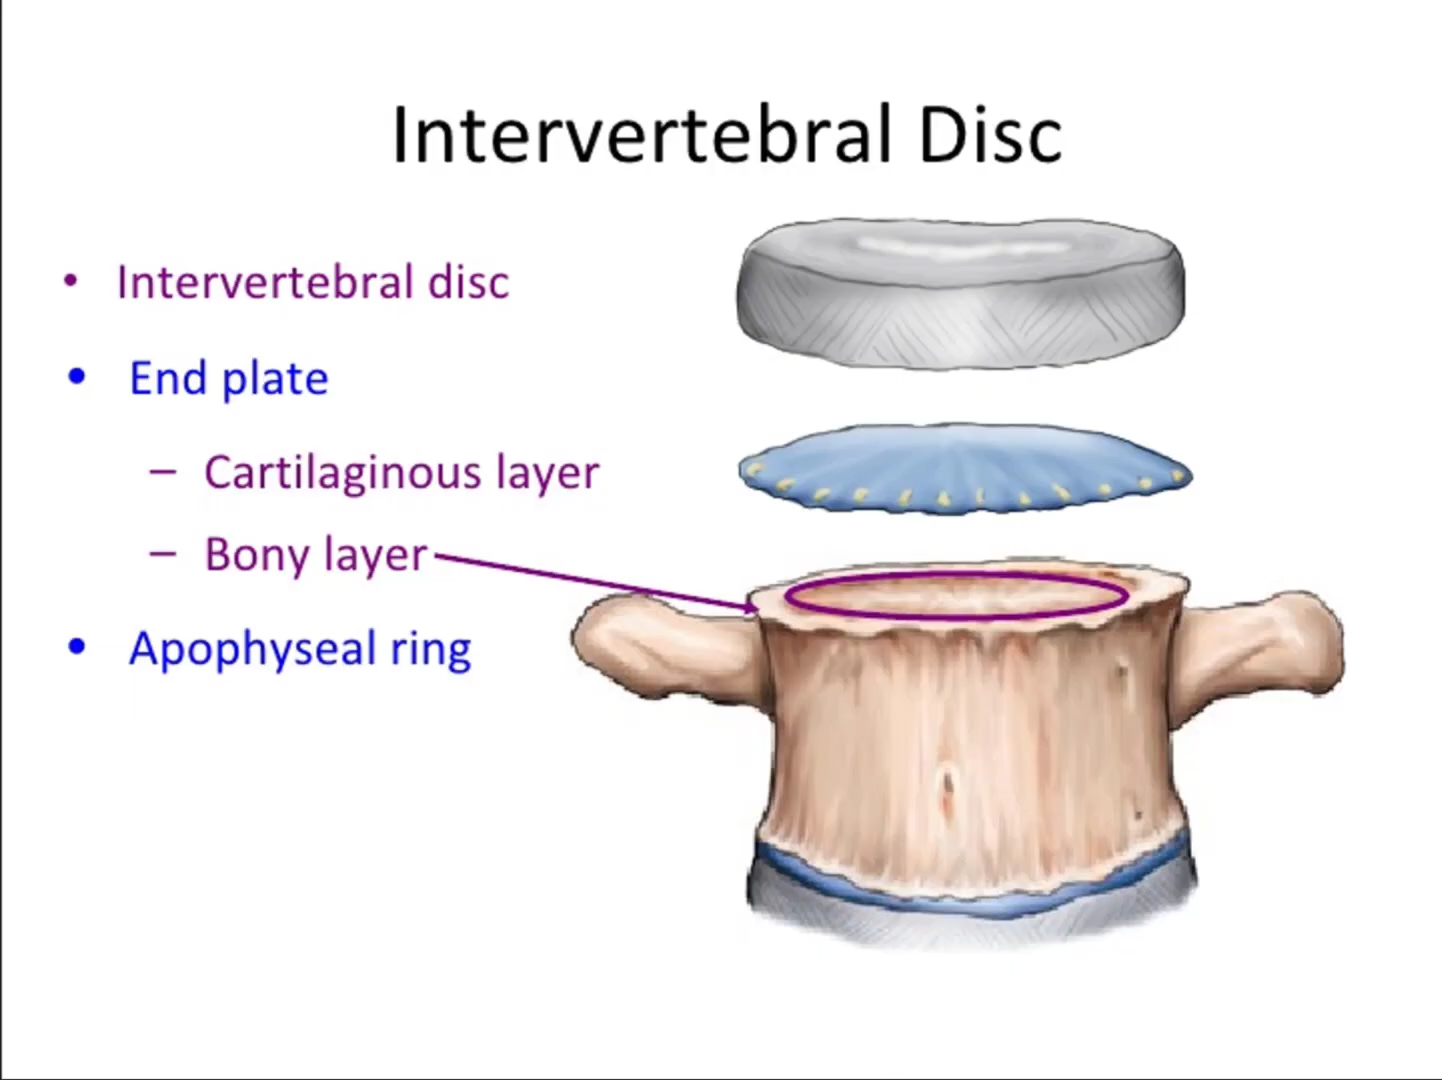 Intervertebral Disc
• Intervertebral disc
• End plate
– Cartilaginous layer
– Bony layer
• Apophyseal ring